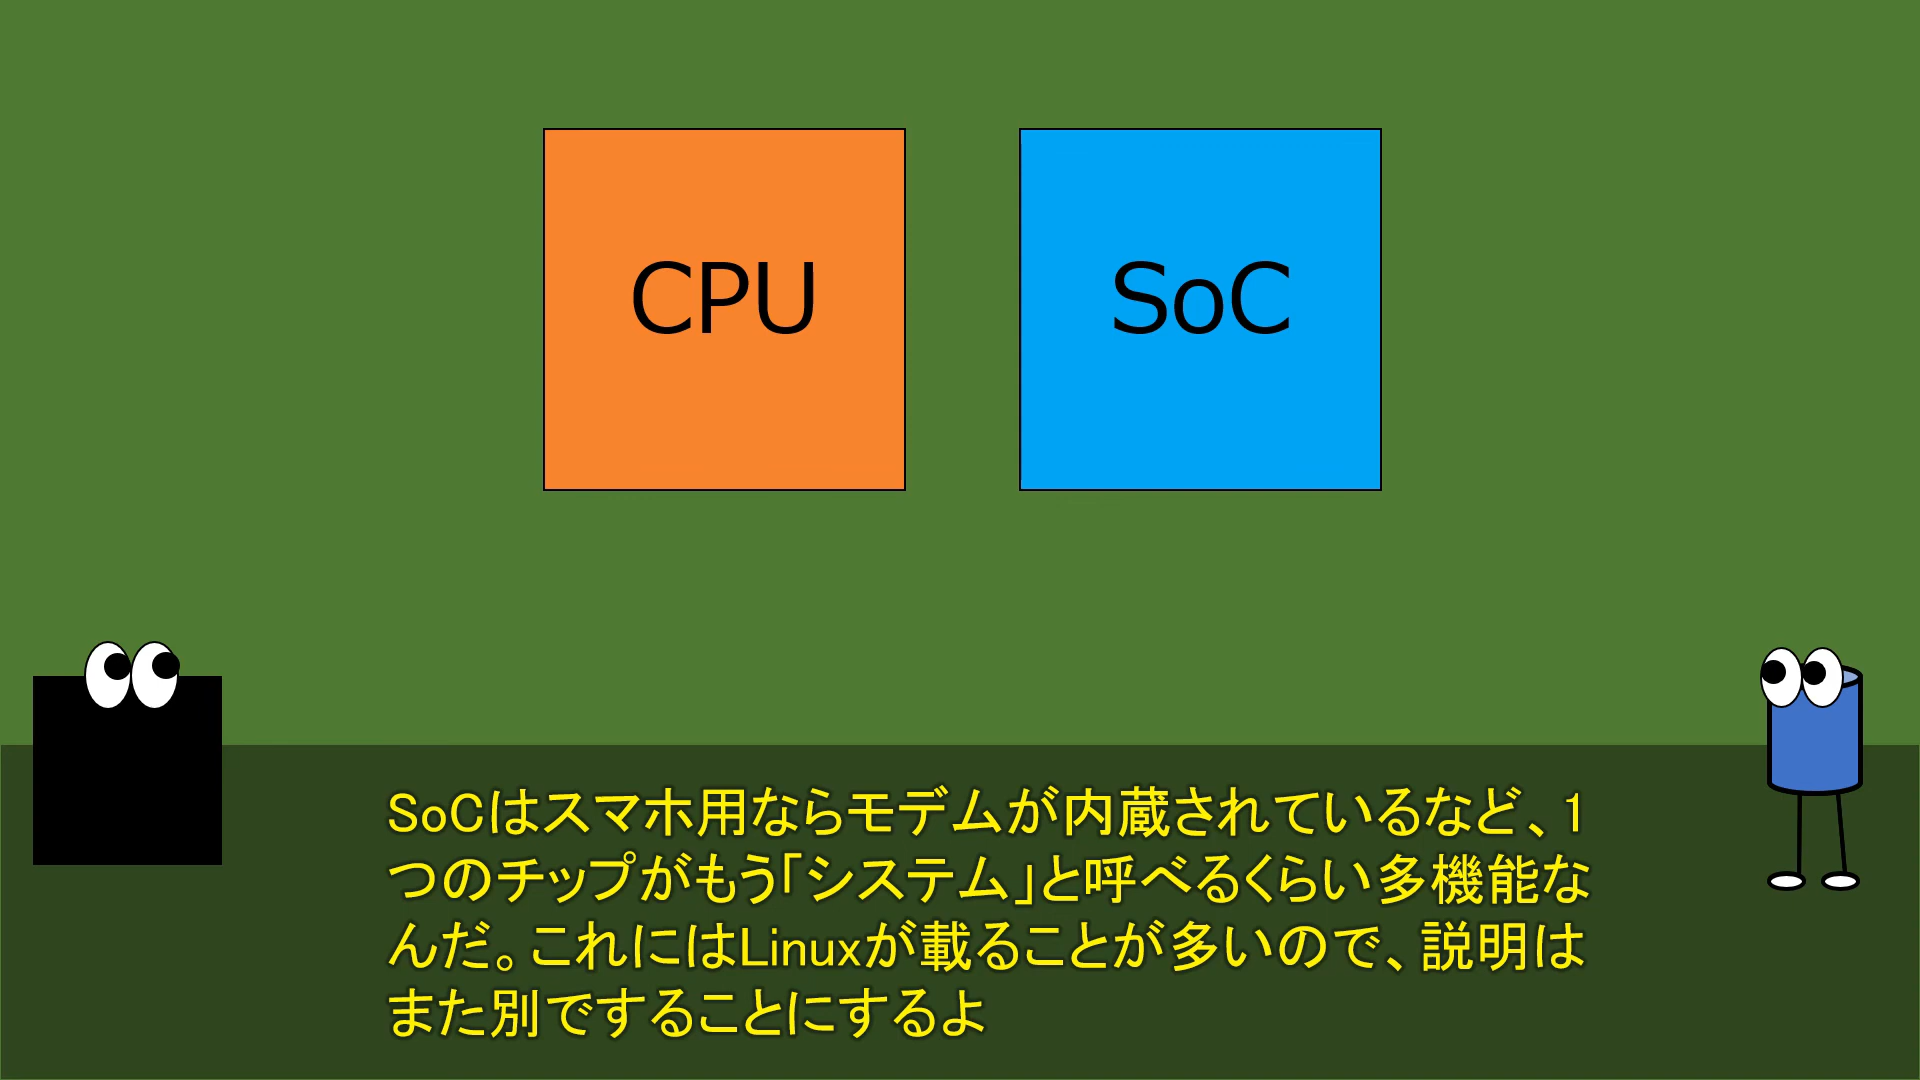 CPU
SoC
SoCはスマホ用ならモデムが内蔵されているなど、1
つのチップがもう「システム」と呼べるくらい多機能な
んだ。これにはLinuxが載ることが多いので、説明は
また別ですることにするよ